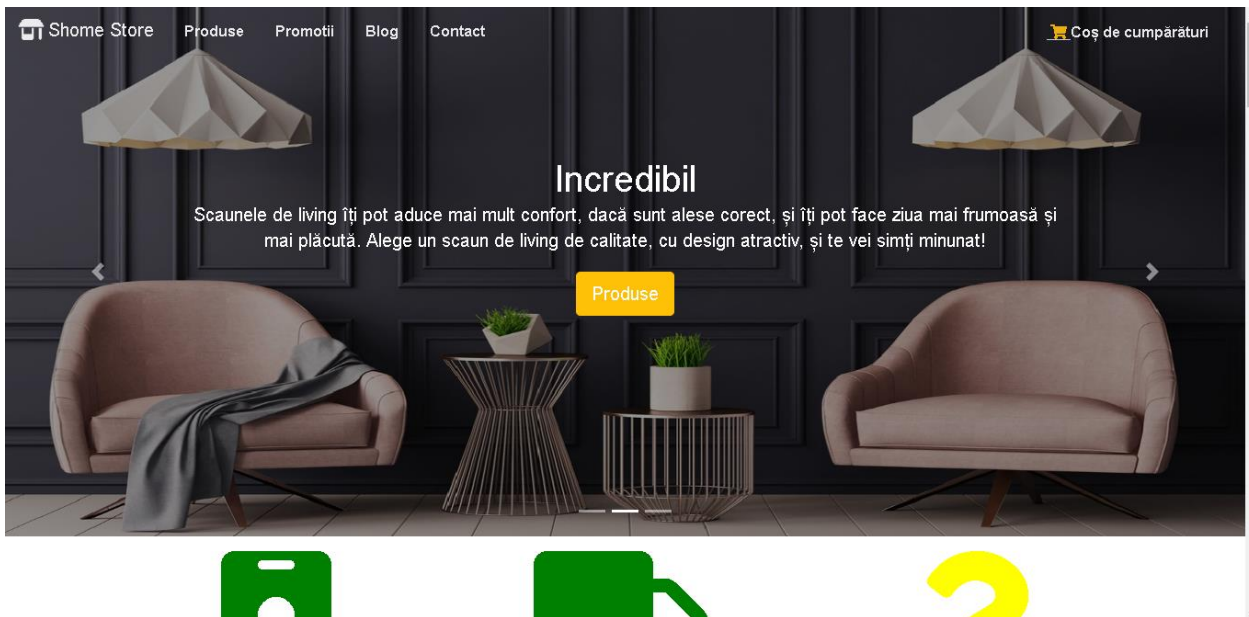 Shome Store Produse Promotii Blog Contact Coș de cumpărături
Incredibil
Scaunele de living îți pot aduce mai mult confort, dacă sunt alese corect, și îți pot face ziua mai frumoasă și
mai plăcută. Alege un scaun de living de calitate, cu design atractiv, și te vei simți minunat!
Produse